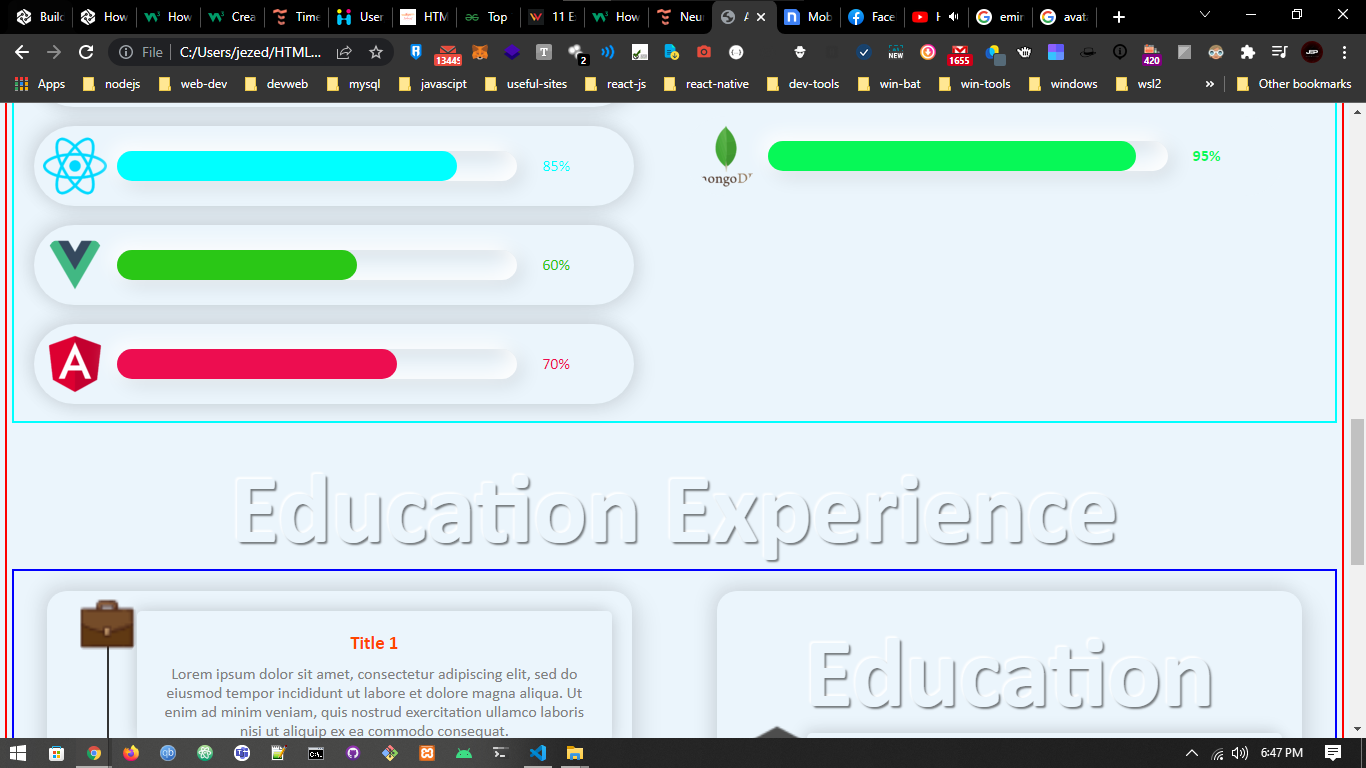 Build
How
How
Crea
Time
User
HTM
Top
11 E
How
Neu
A
Mob
Face
H
emir
avata
File C:/Users/jezed/HTML...
13449
2
NEW
1655
420
Apps nodejs web-dev devweb mysql javascipt useful-sites react-js react-native dev-tools win-bat win-tools windows wsl2 » Other bookmarks
85%
ongoD
95%
60%
70%
Education Experience
Title 1
Lorem ipsum dolor sit amet, consectetur adipiscing elit, sed do
eiusmod tempor incididunt ut labore et dolore magna aliqua. Ut
enim ad minim veniam, quis nostrud exercitation ullamco laboris
nisi ut aliquip ex ea commodo consequat.
Education
6:47 PM